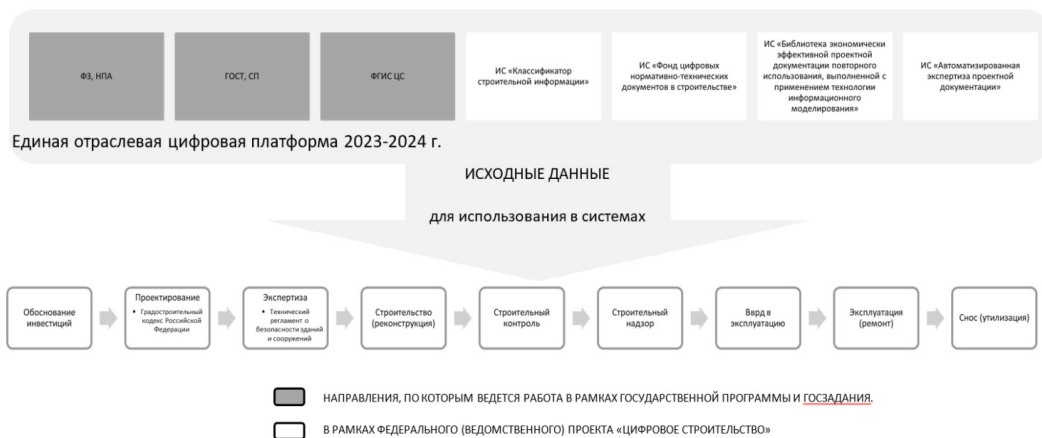 ФЗ, НПА
ГОСТ, СП
ФГИС ЦС
ИС «Классификатор
строительной информации»
ИС «Фонд цифровых
нормативно-технических
документов в строительстве»
ИС «Библиотека экономически
эффективной проектной
документации повторного
использования, выполненной с
применением технологии
информационного
моделирования»
ИС «Автоматизированная
экспертиза проектной
документации»
Единая отраслевая цифровая платформа 2023-2024 г.
ИСХОДНЫЕ ДАННЫЕ
для использования в системах
Обоснование
инвестиций
Проектирование
• Градостроительный
кодекс Российской
Федерации
Экспертиза
• Технический
регламент о
безопасности зданий
и сооружений
Строительство
(реконструкция)
Строительный
контроль
Строительный
надзор
Вврд в
эксплуатацию
Эксплуатация
(ремонт)
Снос (утилизация)
НАПРАВЛЕНИЯ, ПО КОТОРЫМ ВЕДЕТСЯ РАБОТА В РАМКАХ ГОСУДАРСТВЕННОЙ ПРОГРАММЫ И ГОСЗАДАНИЯ.
В РАМКАХ ФЕДЕРАЛЬНОГО (ВЕДОМСТВЕННОГО) ПРОЕКТА «ЦИФРОВОЕ СТРОИТЕЛЬСТВО»